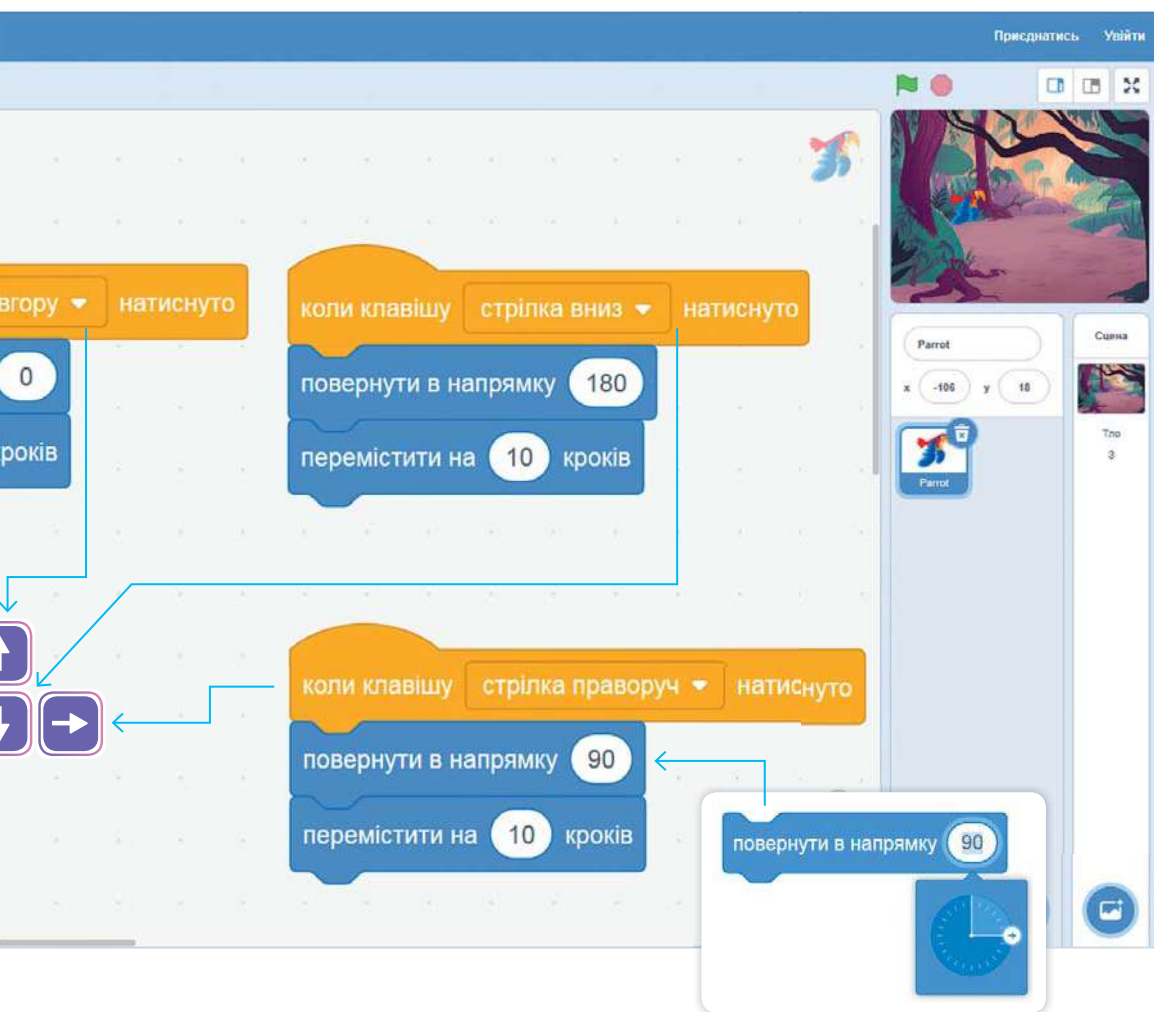 Приєднатись Увійти
вгору натиснуто
0
років
коли клавішу стрілка вниз натиснуто
повернути в напрямку 180
перемістити на 10 кроків
Parrot
x -106 y 18
Parrot
Сцена
Тло
3
коли клавішу стрілка праворуч натиснуто
повернути в напрямку 90
перемістити на 10 кроків
повернути в напрямку 90